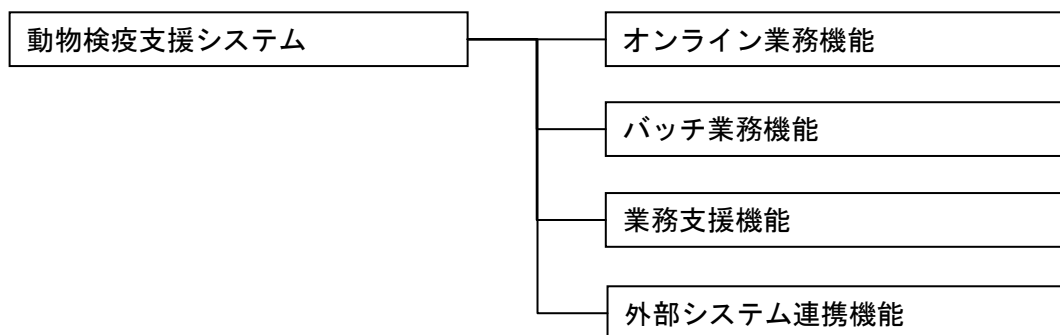 動物検疫支援システム
オンライン業務機能
バッチ業務機能
業務支援機能
外部システム連携機能